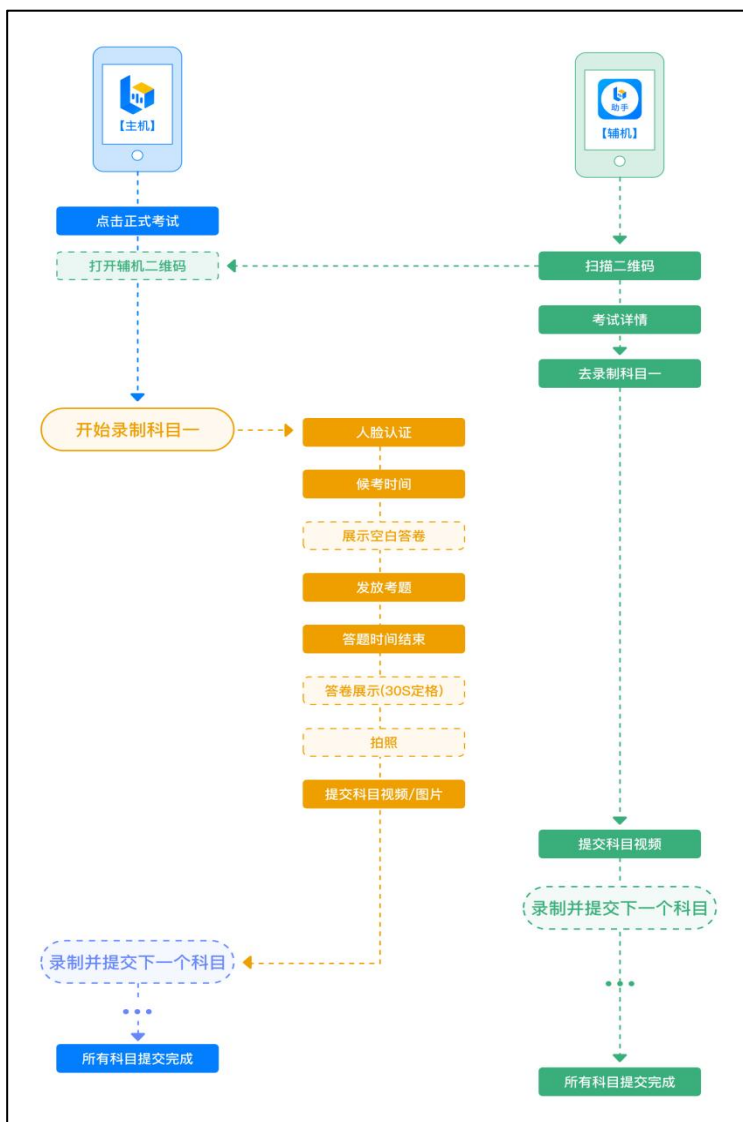 【主机】
助手
【辅机】
点击正式考试
打开辅机二维码
扫描二维码
考试详情
去录制科目一
开始录制科目一
人脸认证
候考时间
展示空白答卷
发放考题
答题时间结束
答卷展示(30S定格)
拍照
提交科目视频/图片
提交科目视频
录制并提交下一个科目
录制并提交下一个科目
所有科目提交完成
所有科目提交完成